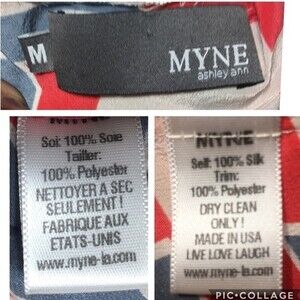 M
MYNE
ashley ann
MYNE
Soi: 100% Soie
Tailler:
100% Polyester
NETTOYER A SEC
SEULEMENT !
FABRIQUE AUX
ETATS-UNIS
www.myne-la.com
MYNE
Self: 100% Silk
Trim:
100% Polyester
DRY CLEAN
ONLY !
MADE IN USA
LIVE LOVE LAUGH
www.myne-la.com
PIC•COLLAGE